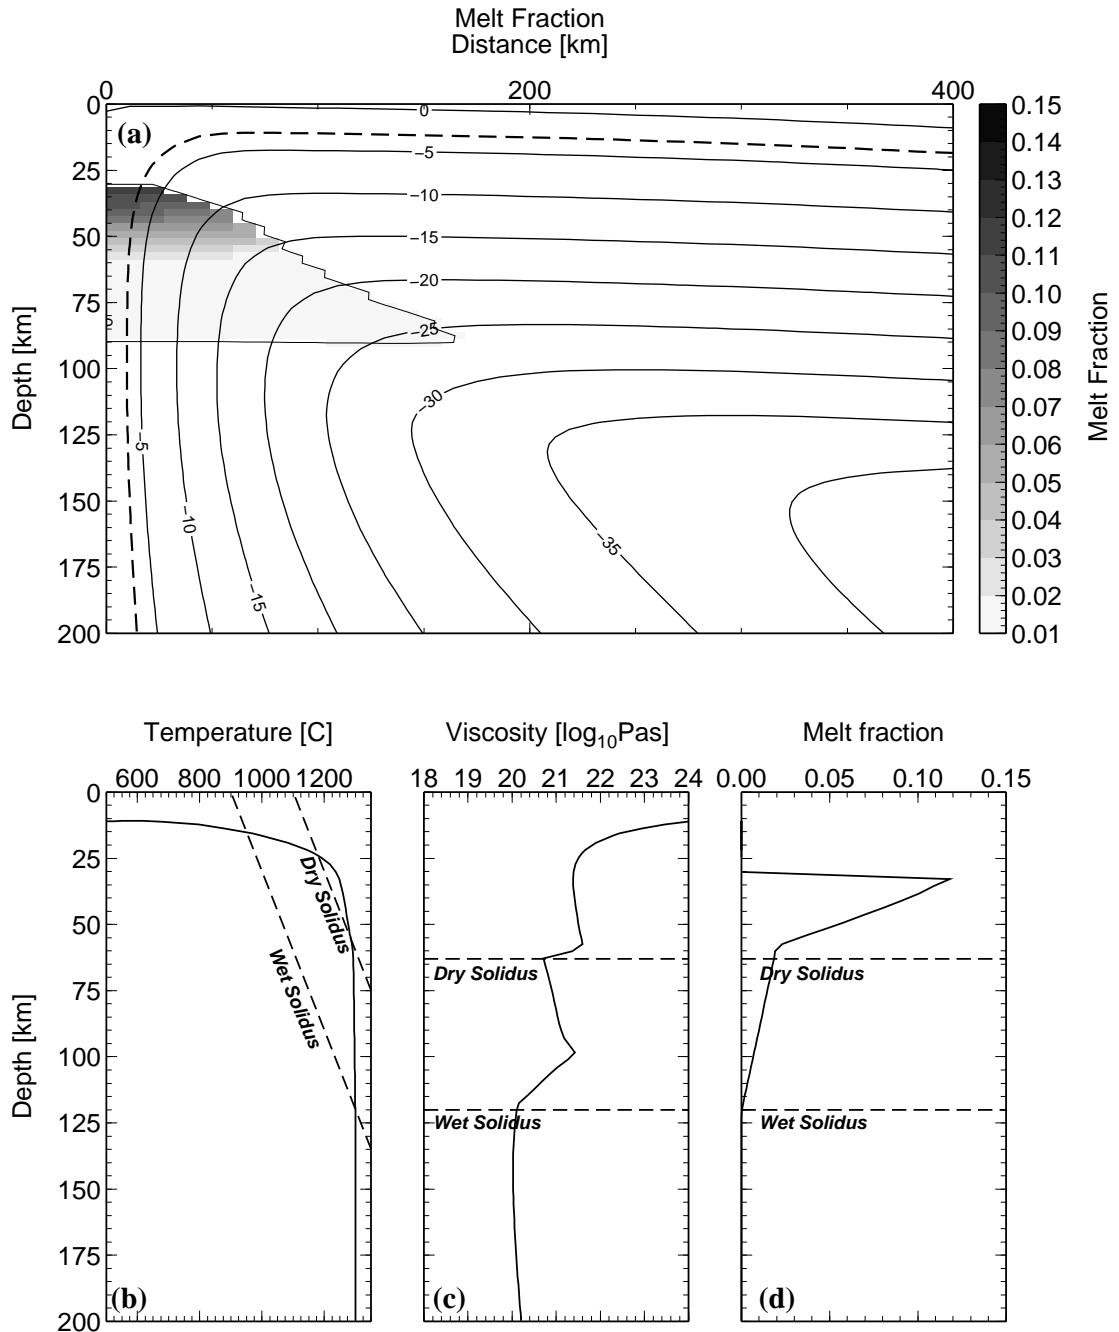 Melt Fraction
Distance [km]
0 200 400
0 25 50 75 100 125 150 175 200
Depth [km]
(a)
0
−5
−10
−15
−20
−25
−30
−35
−5
−10
−15
0.15
0.14
0.13
0.12
0.11
0.10
0.09
0.08
0.07
0.06
0.05
0.04
0.03
0.02
0.01
Melt Fraction
Temperature [C]
600 800 1000 1200
0 25 50 75 100 125 150 175 200
Depth [km]
Dry Solidus
Wet Solidus
(b)
Viscosity [log10Pas]
18 19 20 21 22 23 24
Dry Solidus
Wet Solidus
(c)
Melt fraction
0.00 0.05 0.10 0.15
Dry Solidus
Wet Solidus
(d)